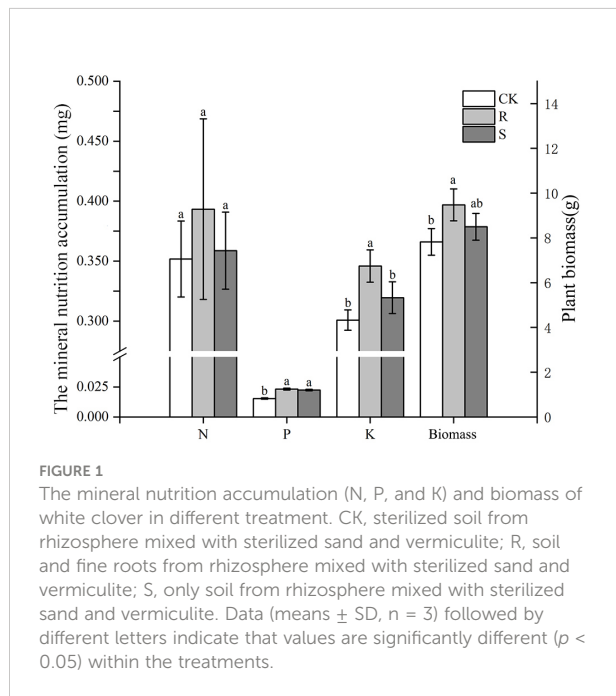 The mineral nutrition accumulation (mg)
0.500
0.450
0.400
0.350
0.300
0.025
0.000
a
a
a
b
a
a
b
a
b
b
a
ab
CK
R
S
14
12
10
8
6
4
2
0
Plant biomass(g)
N
P
K
Biomass
FIGURE 1
The mineral nutrition accumulation (N, P, and K) and biomass of
white clover in different treatment. CK, sterilized soil from
rhizosphere mixed with sterilized sand and vermiculite; R, soil
and fine roots from rhizosphere mixed with sterilized sand and
vermiculite; S, only soil from rhizosphere mixed with sterilized
sand and vermiculite. Data (means ± SD, n = 3) followed by
different letters indicate that values are significantly different (p <
0.05) within the treatments.